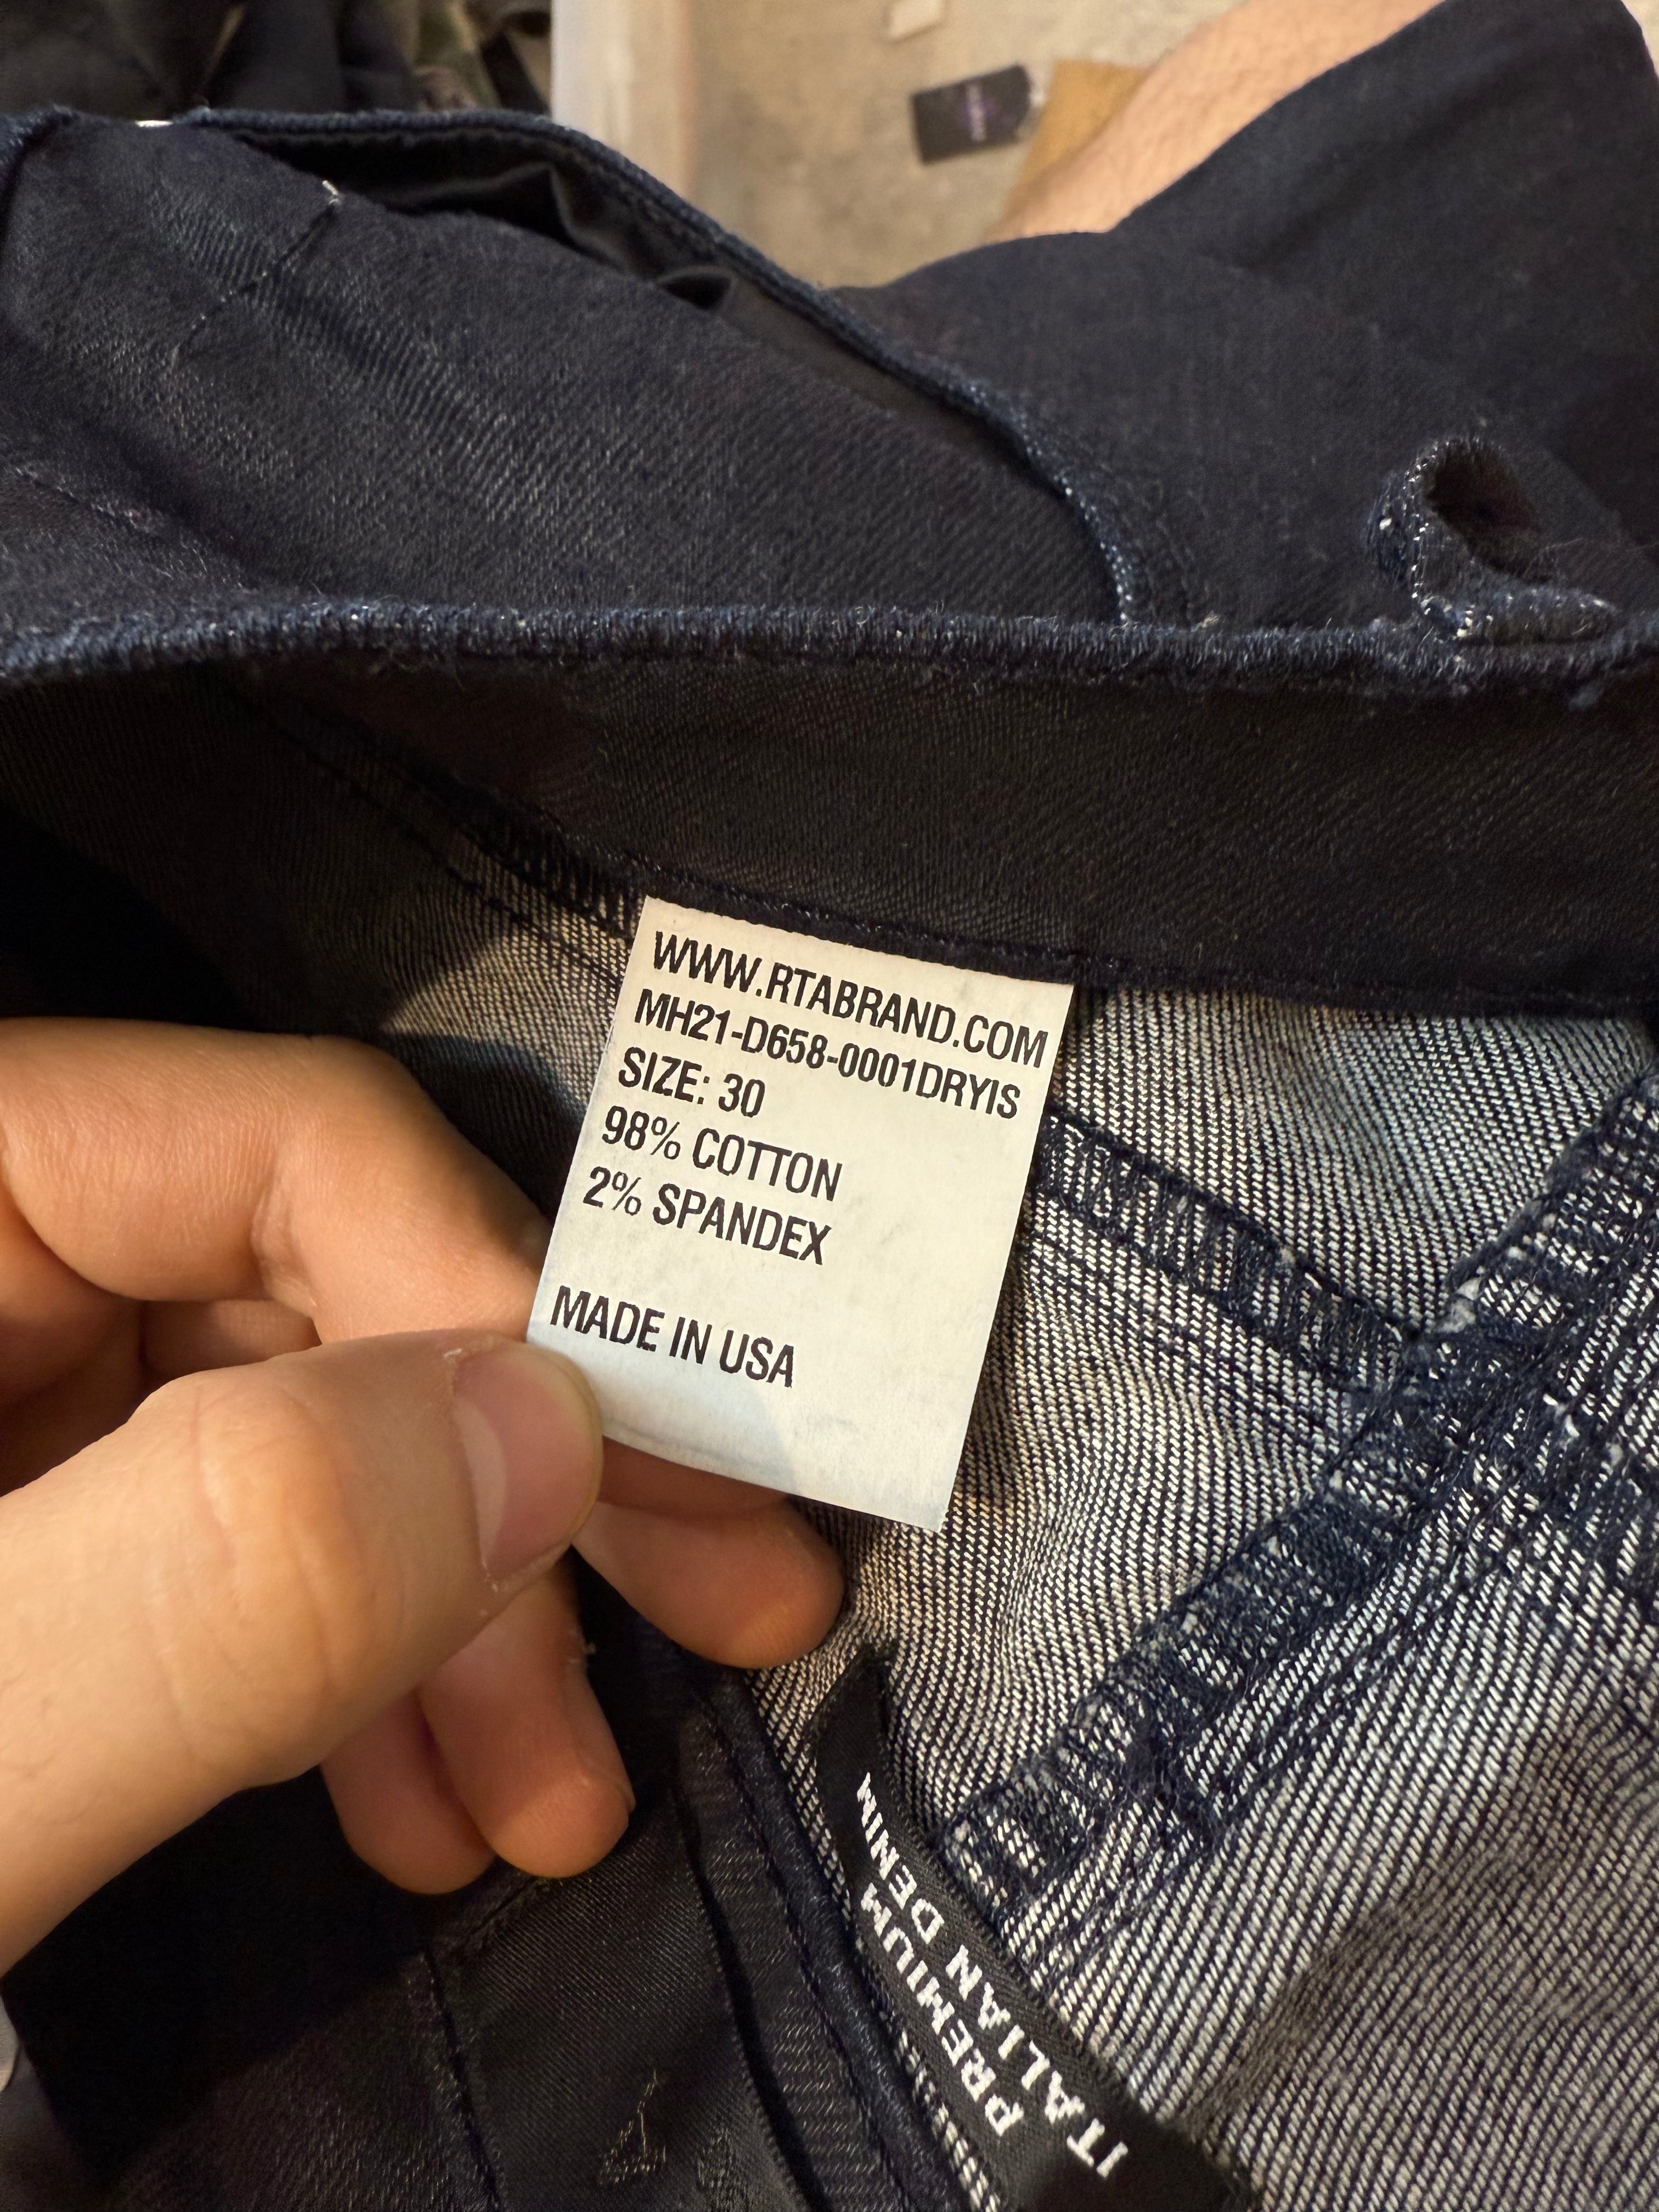 WWW.RTABRAND.COM
MH21-D658-0001DRYIS
SIZE: 30
98% COTTON
2% SPANDEX
MADE IN USA
PREMIUM
ITALIAN DENIM